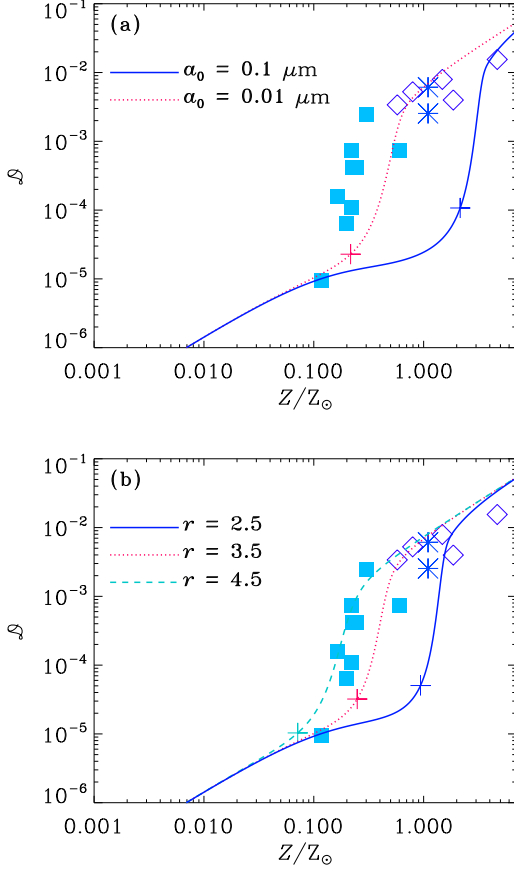 10⁻¹
(a)
a₀ = 0.1 μm
a₀ = 0.01 μm
10⁻²
10⁻³
𝒟
10⁻⁴
10⁻⁵
10⁻⁶
0.001 0.010 0.100 1.000
Z/Z⊙
10⁻¹
(b)
r = 2.5
r = 3.5
r = 4.5
10⁻²
10⁻³
𝒟
10⁻⁴
10⁻⁵
10⁻⁶
0.001 0.010 0.100 1.000
Z/Z⊙